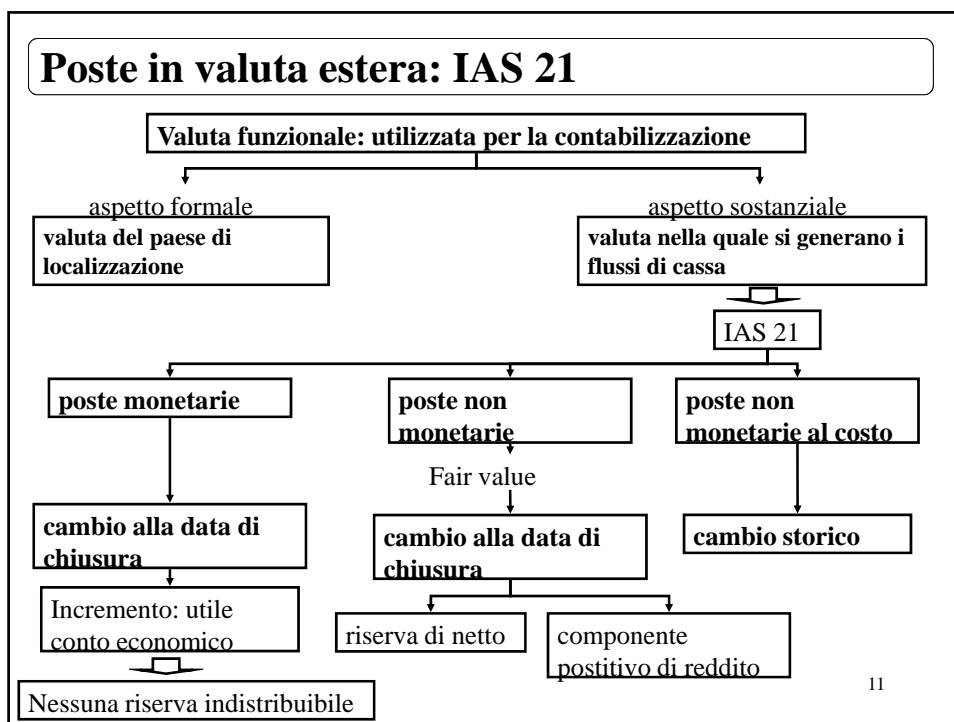 Poste in valuta estera: IAS 21
Valuta funzionale: utilizzata per la contabilizzazione
aspetto formale
valuta del paese di
localizzazione
aspetto sostanziale
valuta nella quale si generano i
flussi di cassa
IAS 21
poste monetarie
poste non
monetarie
poste non
monetarie al costo
Fair value
cambio alla data di
chiusura
cambio alla data di
chiusura
cambio storico
Incremento: utile
conto economico
riserva di netto
componente
postitivo di reddito
Nessuna riserva indistribuibile
11